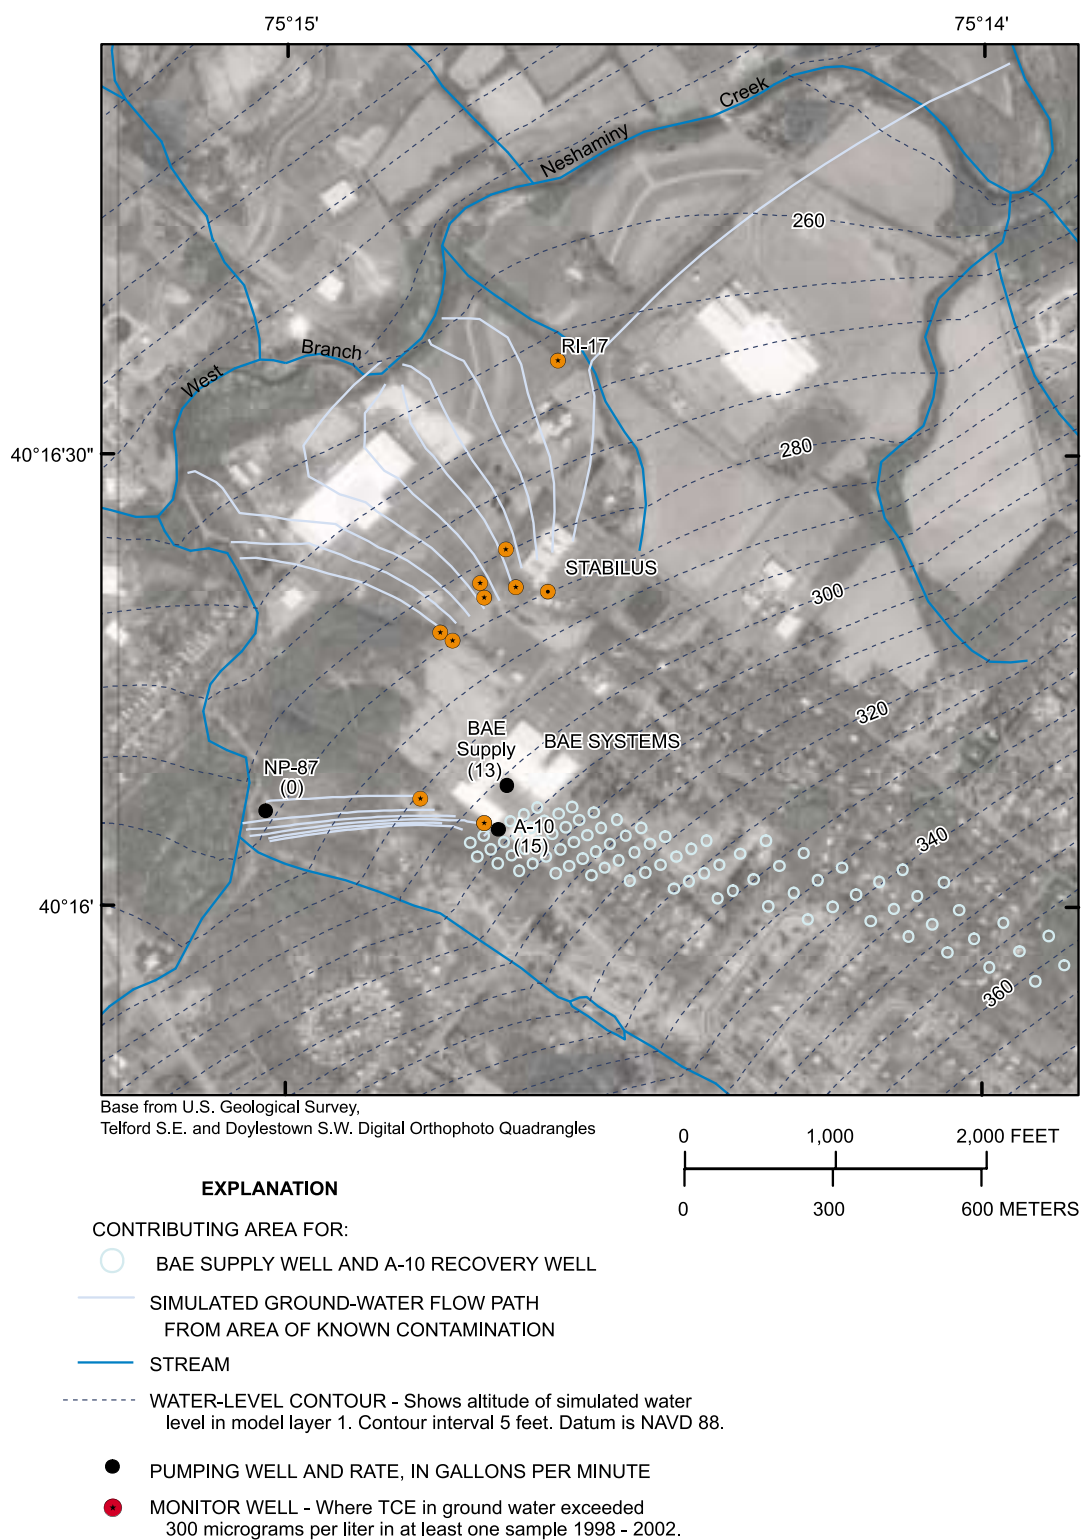 75°15'
75°14'
Neshaminy
Creek
260
RI-17
Branch
West
280
40°16'30"
STABILUS
300
320
BAE
Supply
(13)
BAE SYSTEMS
NP-87
(0)
A-10
(15)
340
40°16'
360
Base from U.S. Geological Survey,
Telford S.E. and Doylestown S.W. Digital Orthophoto Quadrangles
0 1,000 2,000 FEET
0 300 600 METERS
EXPLANATION
CONTRIBUTING AREA FOR:
BAE SUPPLY WELL AND A-10 RECOVERY WELL
SIMULATED GROUND-WATER FLOW PATH
FROM AREA OF KNOWN CONTAMINATION
STREAM
WATER-LEVEL CONTOUR - Shows altitude of simulated water
level in model layer 1. Contour interval 5 feet. Datum is NAVD 88.
PUMPING WELL AND RATE, IN GALLONS PER MINUTE
MONITOR WELL - Where TCE in ground water exceeded
300 micrograms per liter in at least one sample 1998 - 2002.